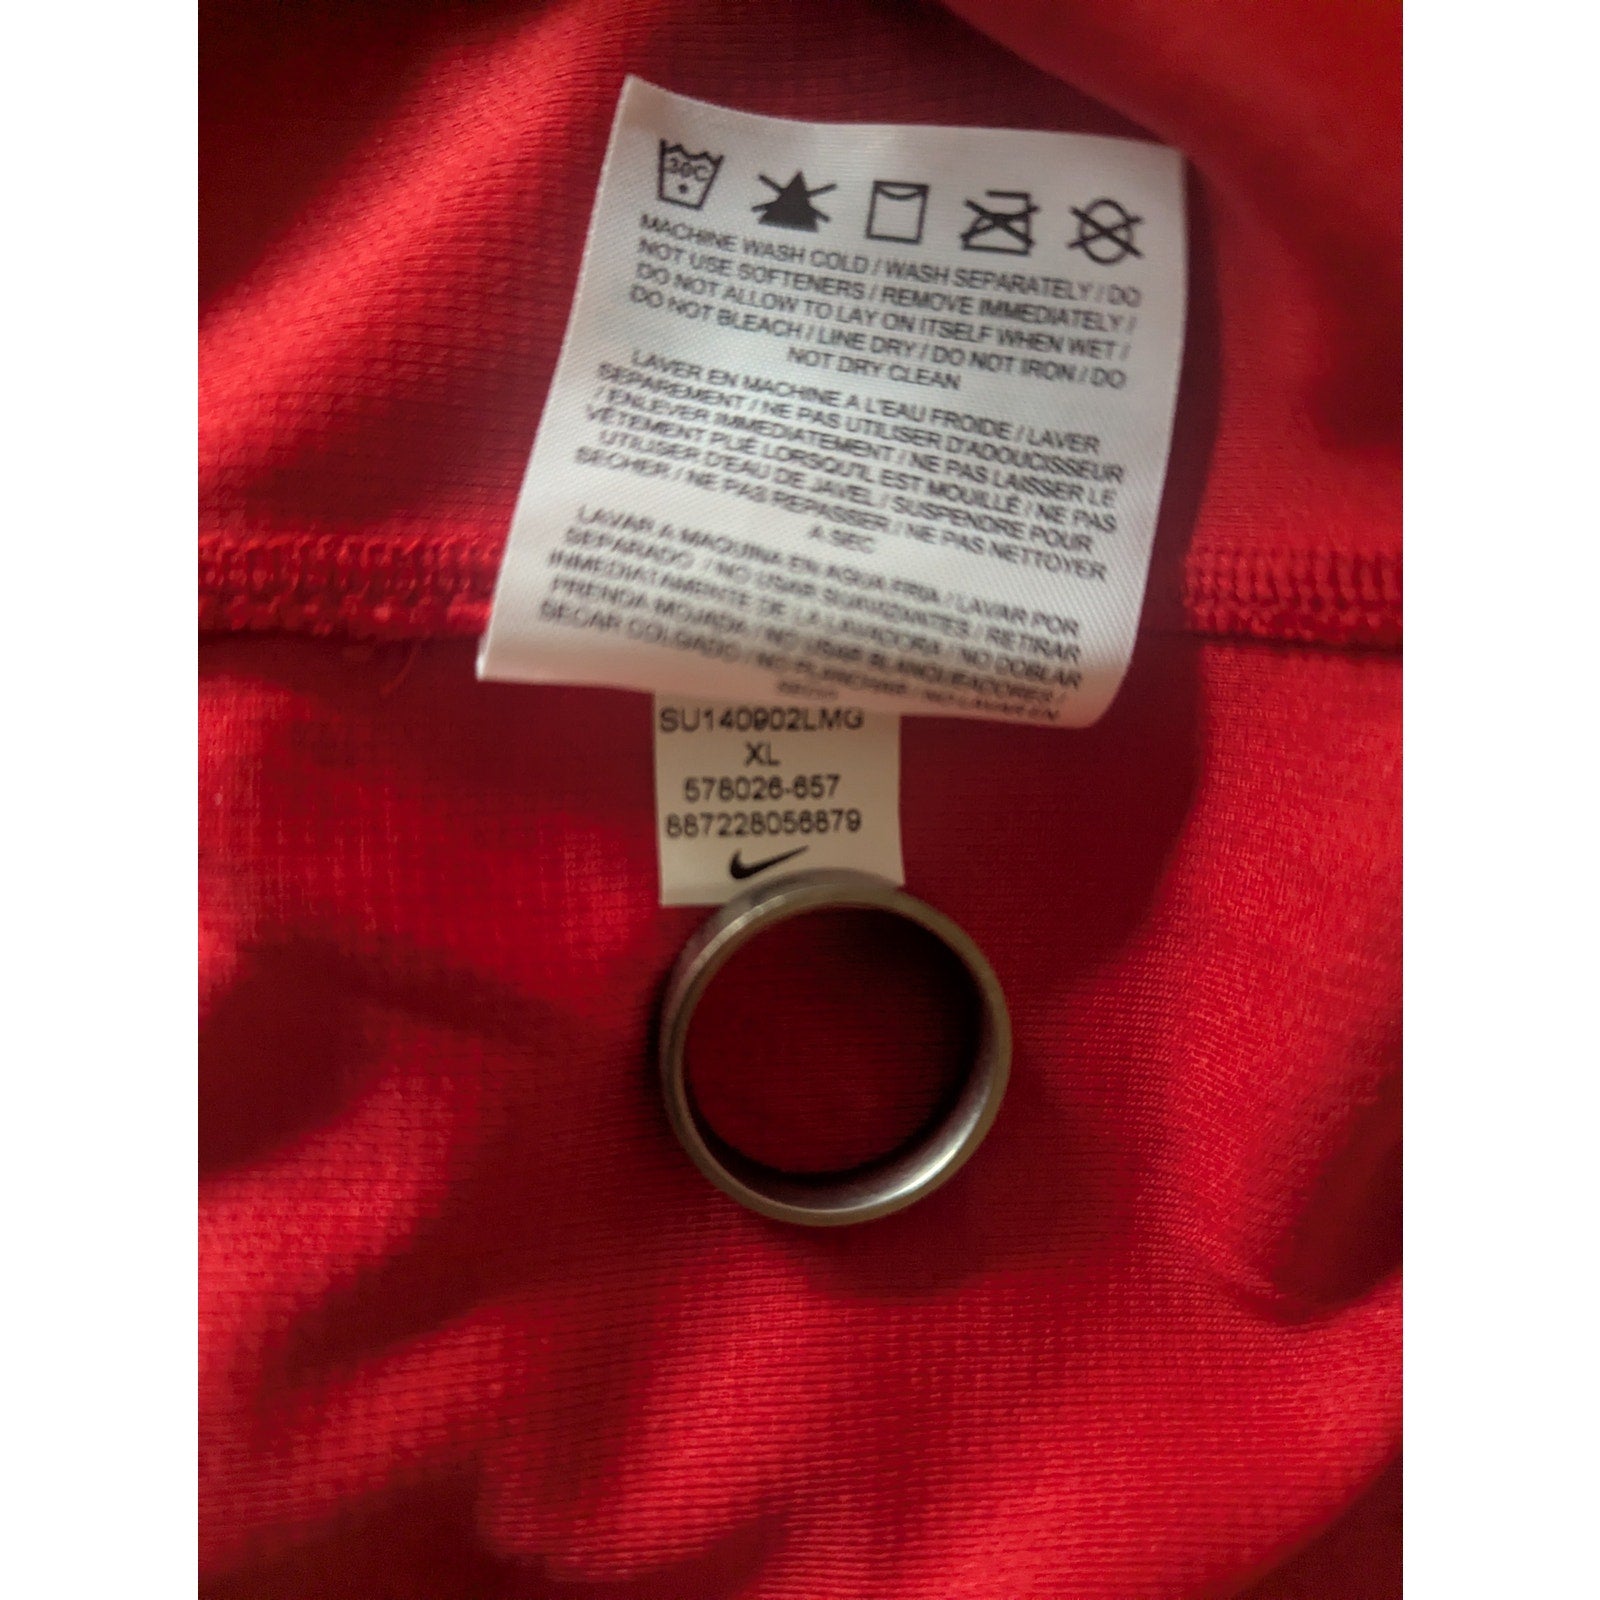 30C
MACHINE WASH COLD / WASH SEPARATELY / DO
NOT USE SOFTENERS / REMOVE IMMEDIATELY /
DO NOT ALLOW TO LAY ON ITSELF WHEN WET /
DO NOT BLEACH / LINE DRY / DO NOT IRON / DO
NOT DRY CLEAN
LAVER EN MACHINE A L'EAU FROIDE / LAVER
SEPAREMENT / NE PAS UTILISER D'ADOUCISSEUR
/ ENLEVER IMMEDIATEMENT / NE PAS LAISSER LE
VÊTEMENT PLIÉ LORSQU'IL EST MOUILLÉ / NE PAS
UTILISER D'EAU DE JAVEL / SUSPENDRE POUR
SECHER / NE PAS REPASSER / NE PAS NETTOYER
A SEC
LAVAR A MAQUINA EN AGUA FRIA / LAVAR POR
SEPARADO / NO USAR SUAVIZANTES / RETIRAR
INMEDIATAMENTE DE LA LAVADORA / NO DOBLAR
PRENDA MOJADA / NO USAR BLANQUEADORES /
SECAR COLGADO / NO PLANCHAR / NO LAVAR EN
SU140902LMG
XL
578026-657
887228056879